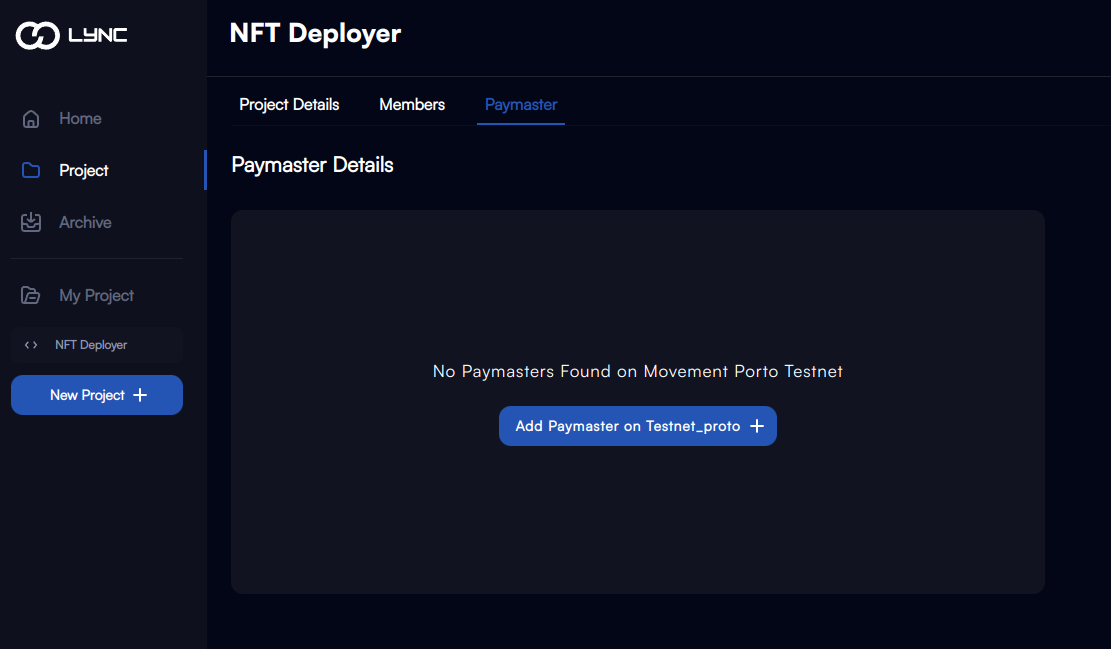 LYNC
NFT Deployer
Home
Project
Archive
My Project
NFT Deployer
New Project
Project Details
Members
Paymaster
Paymaster Details
No Paymasters Found on Movement Porto Testnet
Add Paymaster on Testnet_proto